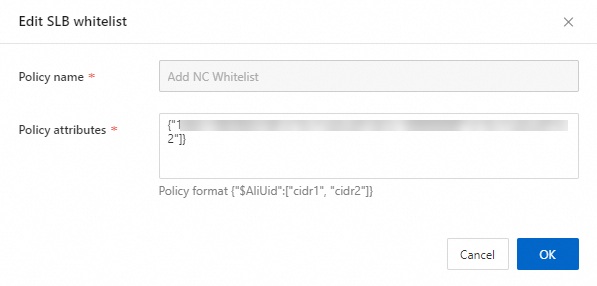 Edit SLB whitelist
Policy name *
Add NC Whitelist
Policy attributes *
{"1
2"]}
Policy format {"$AliUid":["cidr1", "cidr2"]}
Cancel
OK